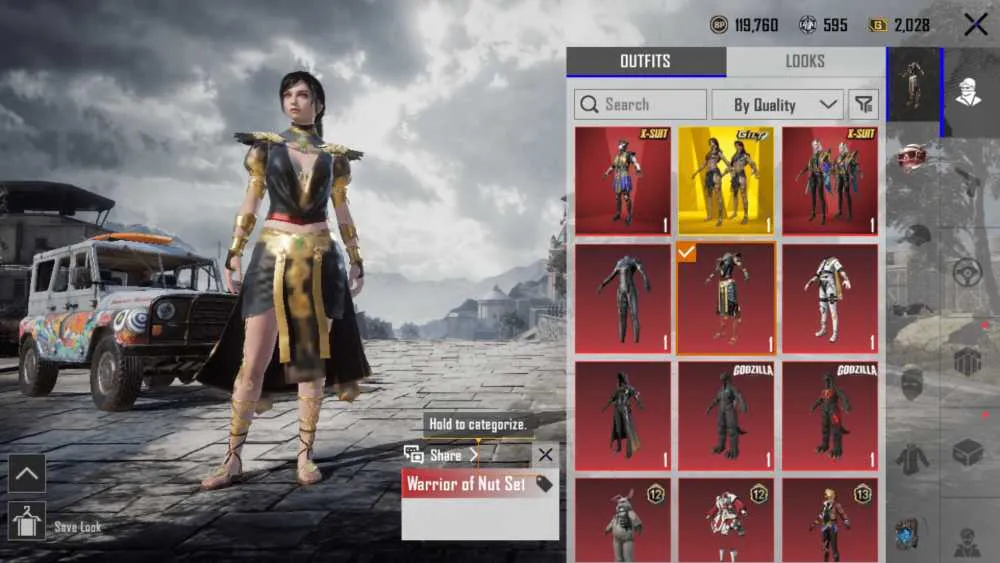 119,760
595
2,028
OUTFITS
LOOKS
Search
By Quality
X-SUIT
GILT
X-SUIT
1
1
1
1
1
1
GODZILLA
GODZILLA
1
1
1
12
12
13
Hold to categorize.
Share
Warrior of Nut Set
Save Look